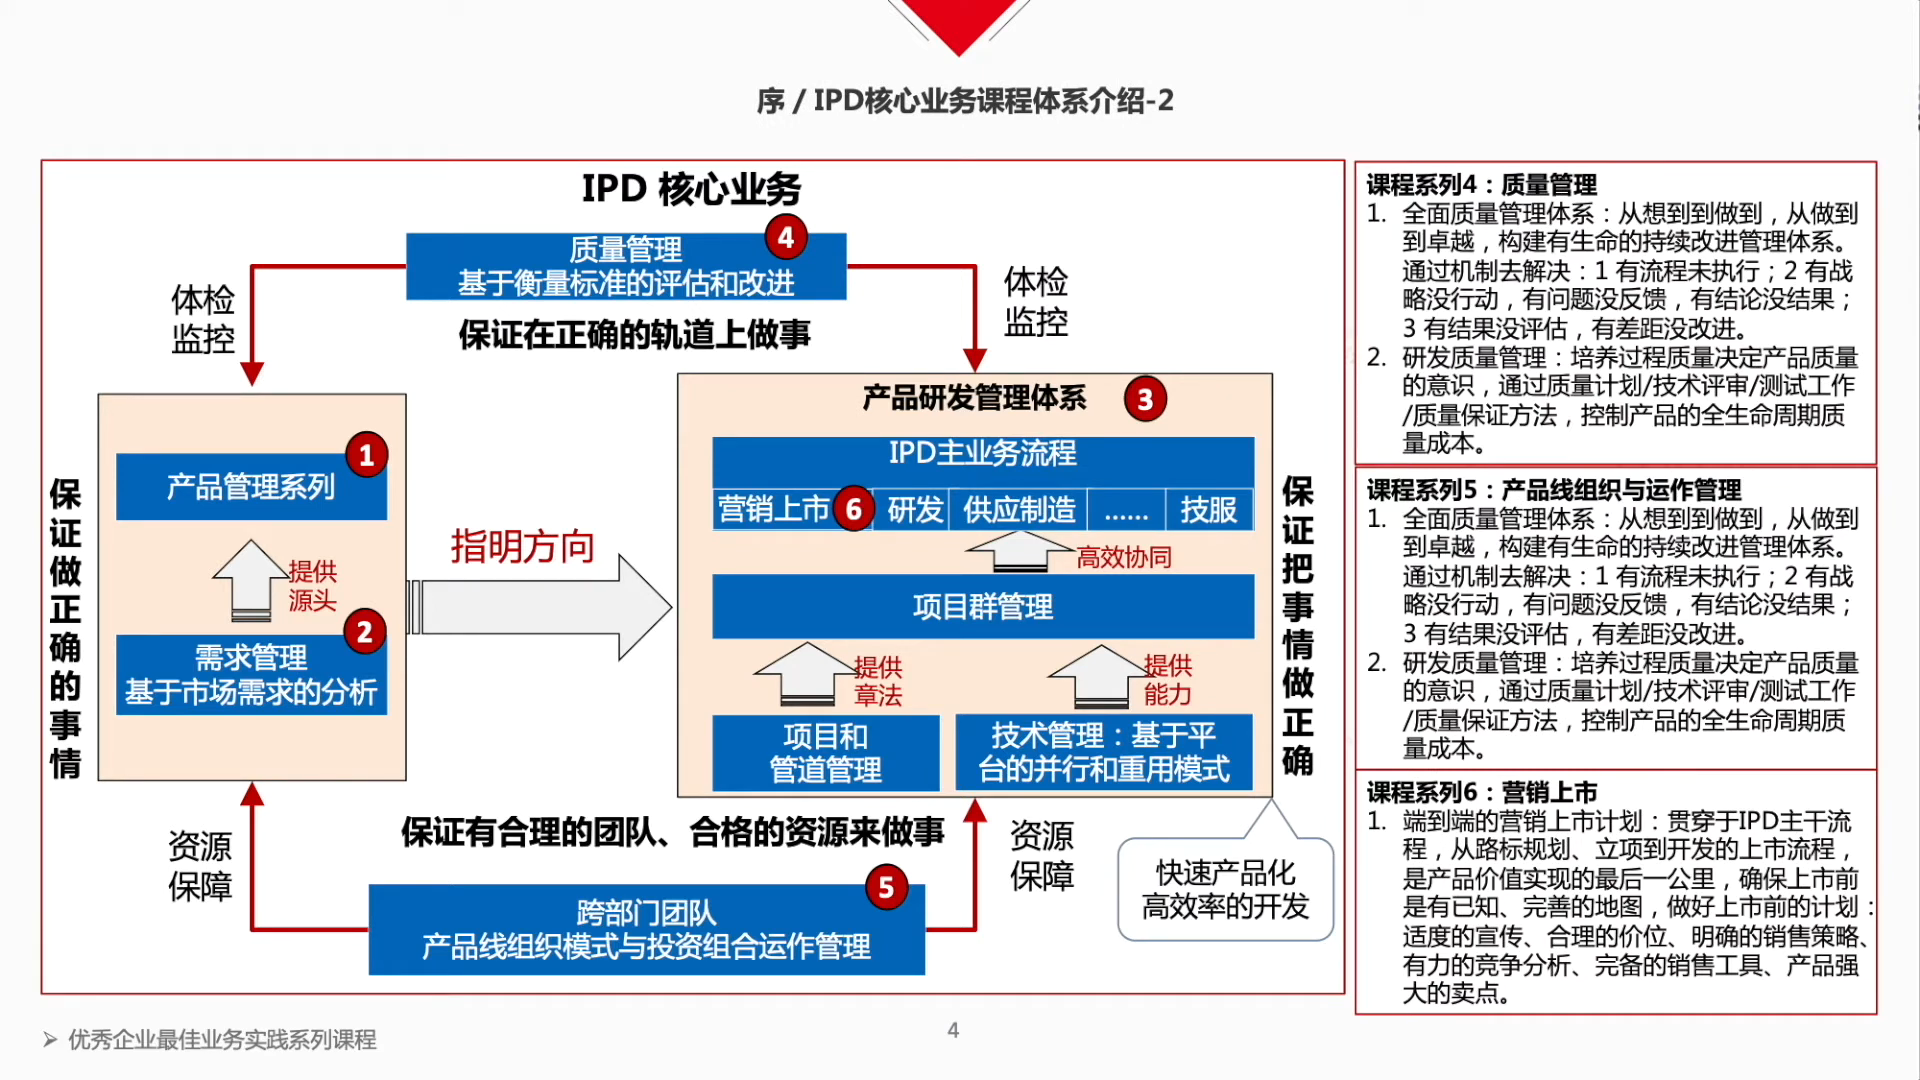 序 / IPD核心业务课程体系介绍-2
IPD 核心业务
质量管理
基于衡量标准的评估和改进
4
保证在正确的轨道上做事
体检
监控
体检
监控
保证做正确的事情
1
产品管理系列
提供
源头
2
需求管理
基于市场需求的分析
指明方向
产品研发管理体系
3
IPD主业务流程
营销上市
6
研发
供应制造
……
技服
高效协同
项目群管理
提供
章法
提供
能力
项目和
管道管理
技术管理：基于平
台的并行和重用模式
保证把事情做正确
资源
保障
保证有合理的团队、合格的资源来做事
资源
保障
5
跨部门团队
产品线组织模式与投资组合运作管理
快速产品化
高效率的开发
课程系列4：质量管理
1. 全面质量管理体系：从想到到做到，从做到
到卓越，构建有生命的持续改进管理体系。
通过机制去解决：1 有流程未执行；2 有战
略没行动，有问题没反馈，有结论没结果；
3 有结果没评估，有差距没改进。
2. 研发质量管理：培养过程质量决定产品质量
的意识，通过质量计划/技术评审/测试工作
/质量保证方法，控制产品的全生命周期质
量成本。
课程系列5：产品线组织与运作管理
1. 全面质量管理体系：从想到到做到，从做到
到卓越，构建有生命的持续改进管理体系。
通过机制去解决：1 有流程未执行；2 有战
略没行动，有问题没反馈，有结论没结果；
3 有结果没评估，有差距没改进。
2. 研发质量管理：培养过程质量决定产品质量
的意识，通过质量计划/技术评审/测试工作
/质量保证方法，控制产品的全生命周期质
量成本。
课程系列6：营销上市
1. 端到端的营销上市计划：贯穿于IPD主干流
程，从路标规划、立项到开发的上市流程，
是产品价值实现的最后一公里，确保上市前
是有已知、完善的地图，做好上市前的计划：
适度的宣传、合理的价位、明确的销售策略、
有力的竞争分析、完备的销售工具、产品强
大的卖点。
➢ 优秀企业最佳业务实践系列课程
4